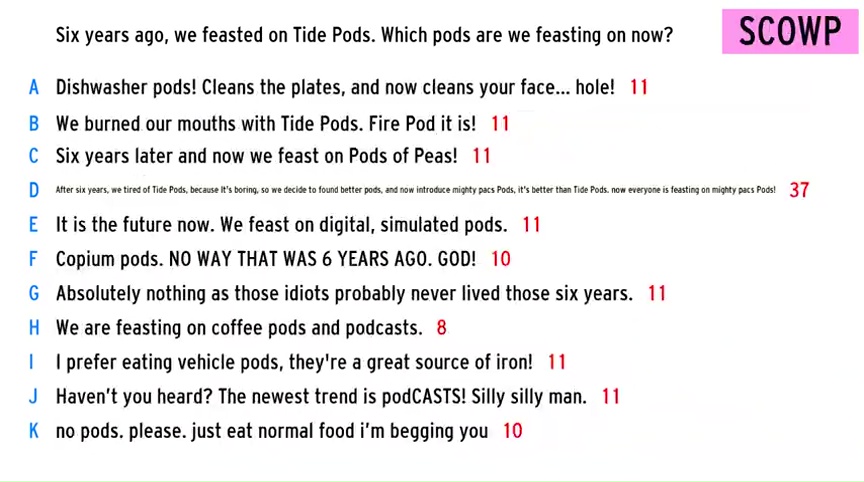 Six years ago, we feasted on Tide Pods. Which pods are we feasting on now?
SCOWP
A Dishwasher pods! Cleans the plates, and now cleans your face... hole! 11
B We burned our mouths with Tide Pods. Fire Pod it is! 11
C Six years later and now we feast on Pods of Peas! 11
D After six years, we tired of Tide Pods, because It's boring, so we decide to found better pods, and now introduce mighty pacs Pods, it's better than Tide Pods. now everyone is feasting on mighty pacs Pods! 37
E It is the future now. We feast on digital, simulated pods. 11
F Copium pods. NO WAY THAT WAS 6 YEARS AGO. GOD! 10
G Absolutely nothing as those idiots probably never lived those six years. 11
H We are feasting on coffee pods and podcasts. 8
I I prefer eating vehicle pods, they're a great source of iron! 11
J Haven’t you heard? The newest trend is podCASTS! Silly silly man. 11
K no pods. please. just eat normal food i’m begging you 10